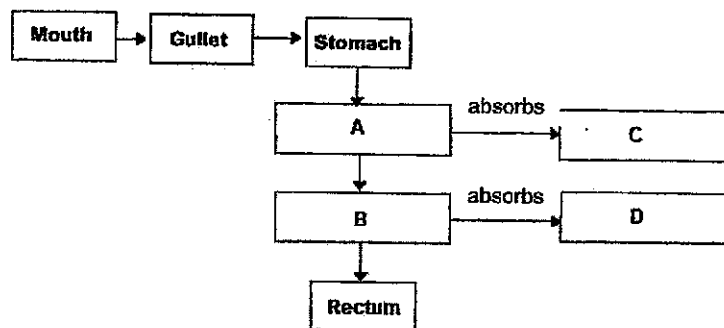 Mouth
Gullet
Stomach
A
absorbs
C
B
absorbs
D
Rectum